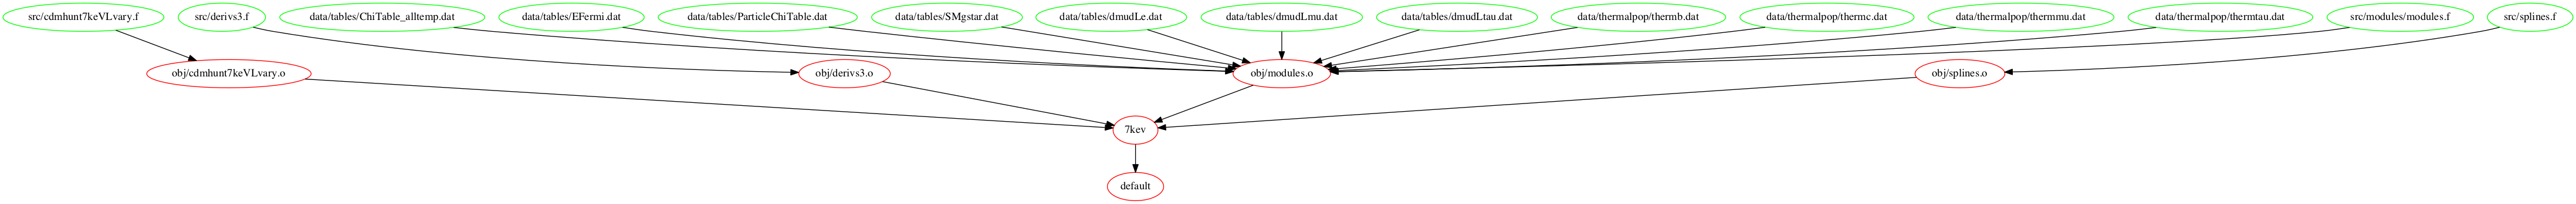 src/cdmhunt7keVLvary.f
src/derivs3.f
data/tables/ChiTable_alltemp.dat
data/tables/EFermi.dat
data/tables/ParticleChiTable.dat
data/tables/SMgstar.dat
data/tables/dmudLe.dat
data/tables/dmudLmu.dat
data/tables/dmudLtau.dat
data/thermalpop/thermb.dat
data/thermalpop/thermc.dat
data/thermalpop/thermmu.dat
data/thermalpop/thermtau.dat
src/modules/modules.f
src/splines.f
obj/cdmhunt7keVLvary.o
obj/derivs3.o
obj/modules.o
obj/splines.o
7kev
default